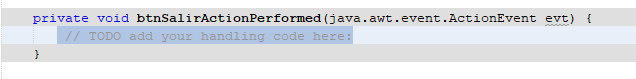 private void btnSalirActionPerformed(java.awt.event.ActionEvent evt) {
// TODO add your handling code here:
}